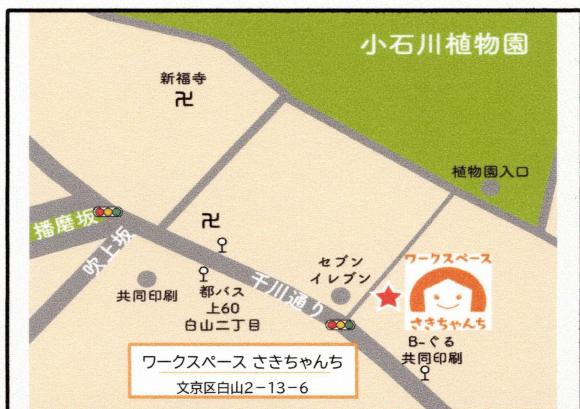 小石川植物園
新福寺
卍
植物園入口
卍
播磨坂
吹上坂
共同印刷
都バス
上60
白山二丁目
千川通り
セブン
イレブン
ワークスペース
さきちゃんち
B-ぐる
共同印刷
ワークスペース さきちゃんち
文京区白山2-13-6